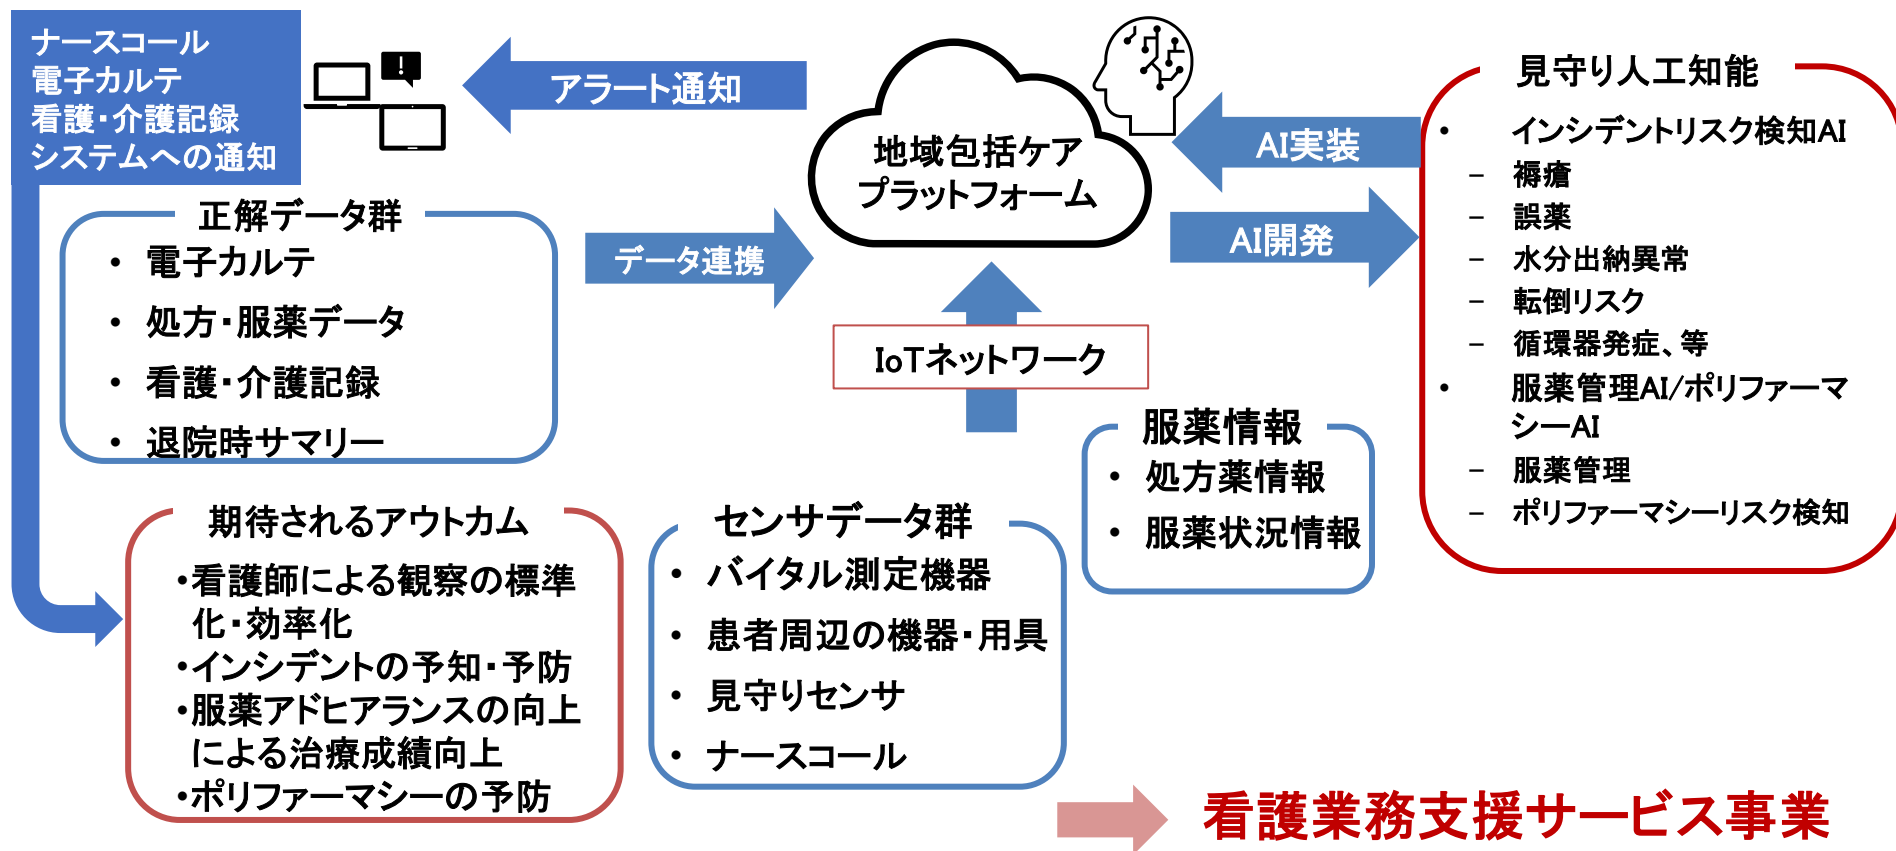 ナースコール
電子カルテ
看護・介護記録
システムへの通知
アラート通知
地域包括ケア
プラットフォーム
AI実装
AI開発
データ連携
IoTネットワーク
正解データ群
• 電子カルテ
• 処方・服薬データ
• 看護・介護記録
• 退院時サマリー
期待されるアウトカム
・看護師による観察の標準
化・効率化
・インシデントの予知・予防
・服薬アドヒアランスの向上
による治療成績向上
・ポリファーマシーの予防
センサデータ群
• バイタル測定機器
• 患者周辺の機器・用具
• 見守りセンサ
• ナースコール
服薬情報
• 処方薬情報
• 服薬状況情報
見守り人工知能
• インシデントリスク検知AI
– 褥瘡
– 誤薬
– 水分出納異常
– 転倒リスク
– 循環器発症、等
• 服薬管理AI/ポリファーマ
シーAI
– 服薬管理
– ポリファーマシーリスク検知
看護業務支援サービス事業